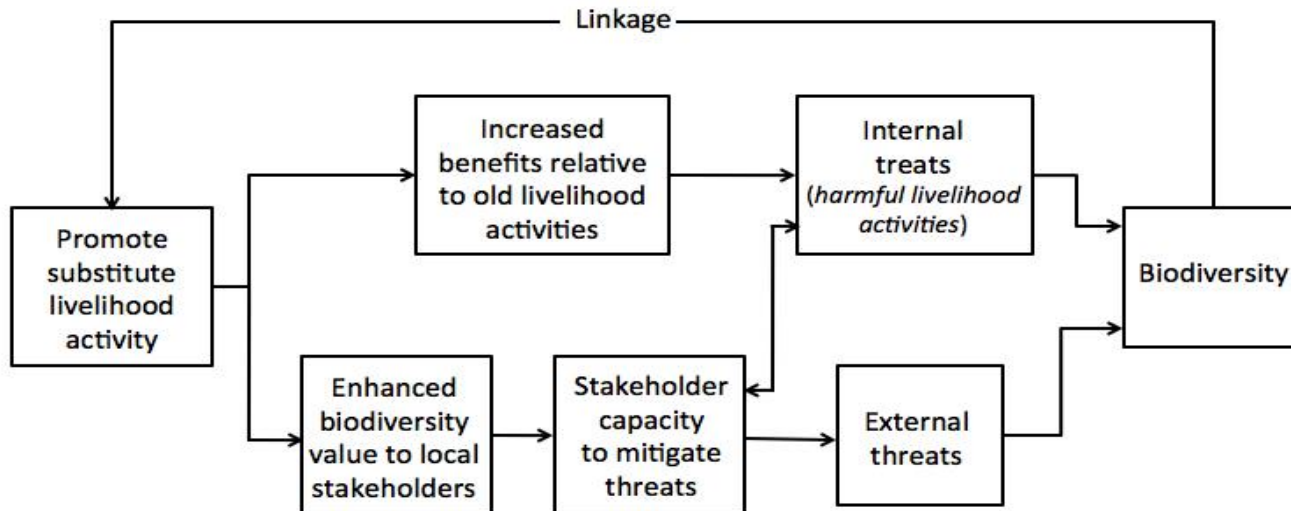 Linkage
Increased
benefits relative
to old livelihood
activities
Internal
treats
(harmful livelihood
activities)
Promote
substitute
livelihood
activity
Biodiversity
Enhanced
biodiversity
value to local
stakeholders
Stakeholder
capacity
to mitigate
threats
External
threats